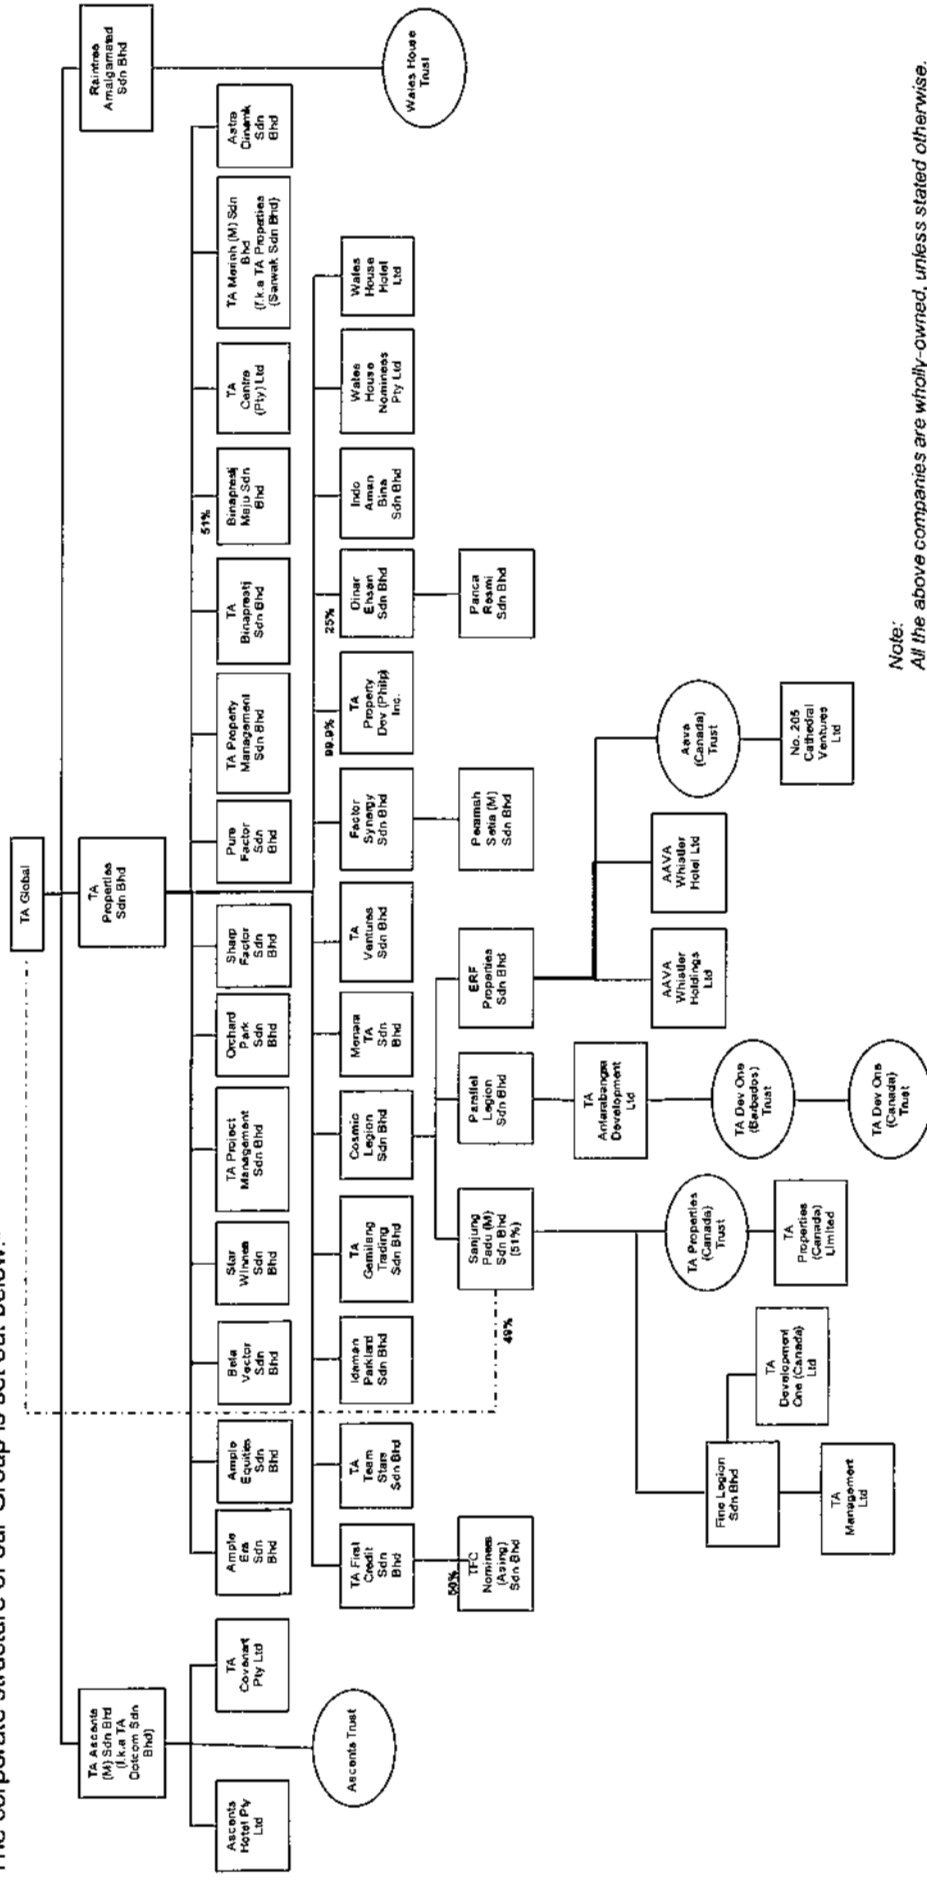 The corporate structure of our Group is set out below:
TA Global
TA Ascents
(M) Sdn Bhd
(f.k.a TA
Dotcom Sdn
Bhd)
TA
Properties
Sdn Bhd
Raintree
Amalgamated
Sdn Bhd
Ascents
Hotel Pty
Ltd
TA
Covenant
Pty Ltd
Ample
Era
Sdn
Bhd
Ample
Equities
Sdn
Bhd
Bela
Vector
Sdn
Bhd
Star
Winnea
Sdn
Bhd
TA Project
Management
Sdn Bhd
Orchard
Park
Sdn
Bhd
Sharp
Factor
Sdn
Bhd
Pure
Factor
Sdn
Bhd
TA Property
Management
Sdn Bhd
TA
Binaprestij
Sdn Bhd
51%
Binaprestij
Maju Sdn
Bhd
TA
Centre
(Pty) Ltd
TA Meninh (M) Sdn
Bhd
(f.k.a TA Properties
(Sarwak Sdn Bhd)
Astra
Dinamik
Sdn
Bhd
Ascents Trust
TA First
Credit
Sdn
Bhd
TA
Team
Stars
Sdn Bhd
Idaman
Parkland
Sdn Bhd
TA
Gemilang
Trading
Sdn Bhd
Cosmic
Legion
Sdn Bhd
Menara
TA
Sdn
Bhd
TA
Ventures
Sdn Bhd
Factor
Synergy
Sdn Bhd
99.9%
TA
Property
Dev (Philp)
Inc.
25%
Dinar
Ehsan
Sdn Bhd
Indo
Aman
Bina
Sdn Bhd
Wales
House
Nominees
Pty Ltd
Wales
House
Hotel
Ltd
Wales House
Trust
50%
TFC
Nominees
(Asing)
Sdn Bhd
49%
Sanjung
Padu (M)
Sdn Bhd
(51%)
Parallel
Legion
Sdn Bhd
ERF
Properties
Sdn Bhd
Peramah
Setia (M)
Sdn Bhd
Panca
Resmi
Sdn Bhd
TA
Antarabangsa
Development
Ltd
Fine Legion
Sdn Bhd
TA Properties
(Canada)
Trust
TA Dev One
(Barbados)
Trust
AAVA
Whistler
Holdings
Ltd
AAVA
Whistler
Hotel Ltd
Aava
(Canada)
Trust
TA
Management
Ltd
TA
Development
One (Canada)
Ltd
TA
Properties
(Canada)
Limited
TA Dev One
(Canada)
Trust
No. 205
Cathedral
Ventures
Ltd
Note:
All the above companies are wholly-owned, unless stated otherwise.